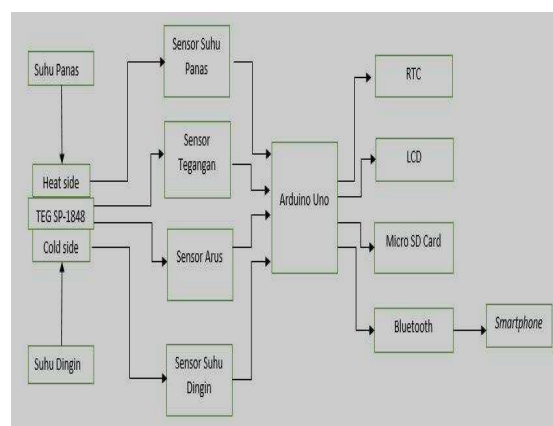 Suhu Panas
Heat side
TEG SP-1848
Cold side
Suhu Dingin
Sensor Suhu
Panas
Sensor
Tegangan
Sensor Arus
Sensor Suhu
Dingin
Arduino Uno
RTC
LCD
Micro SD Card
Bluetooth
Smartphone